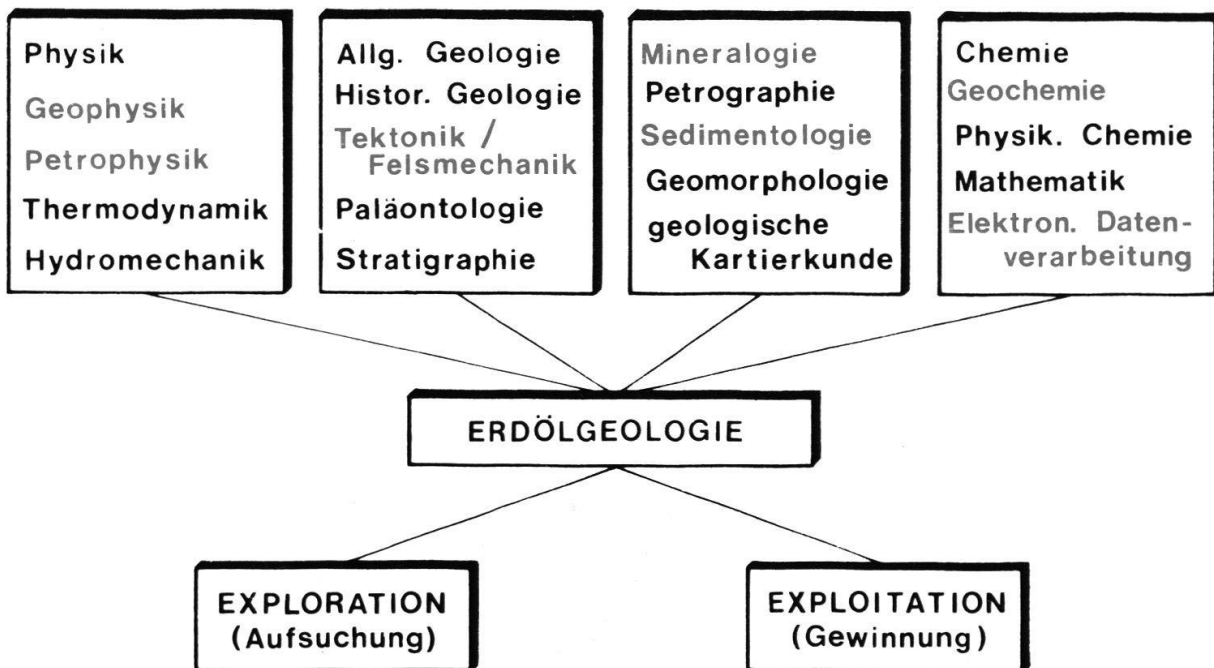 Physik
Geophysik
Petrophysik
Thermodynamik
Hydromechanik
Allg. Geologie
Histor. Geologie
Tektonik /
Felsmechanik
Paläontologie
Stratigraphie
Mineralogie
Petrographie
Sedimentologie
Geomorphologie
geologische
Kartierkunde
Chemie
Geochemie
Physik. Chemie
Mathematik
Elektron. Daten-
verarbeitung
ERDÖLGEOLOGIE
EXPLORATION
(Aufsuchung)
EXPLOITATION
(Gewinnung)